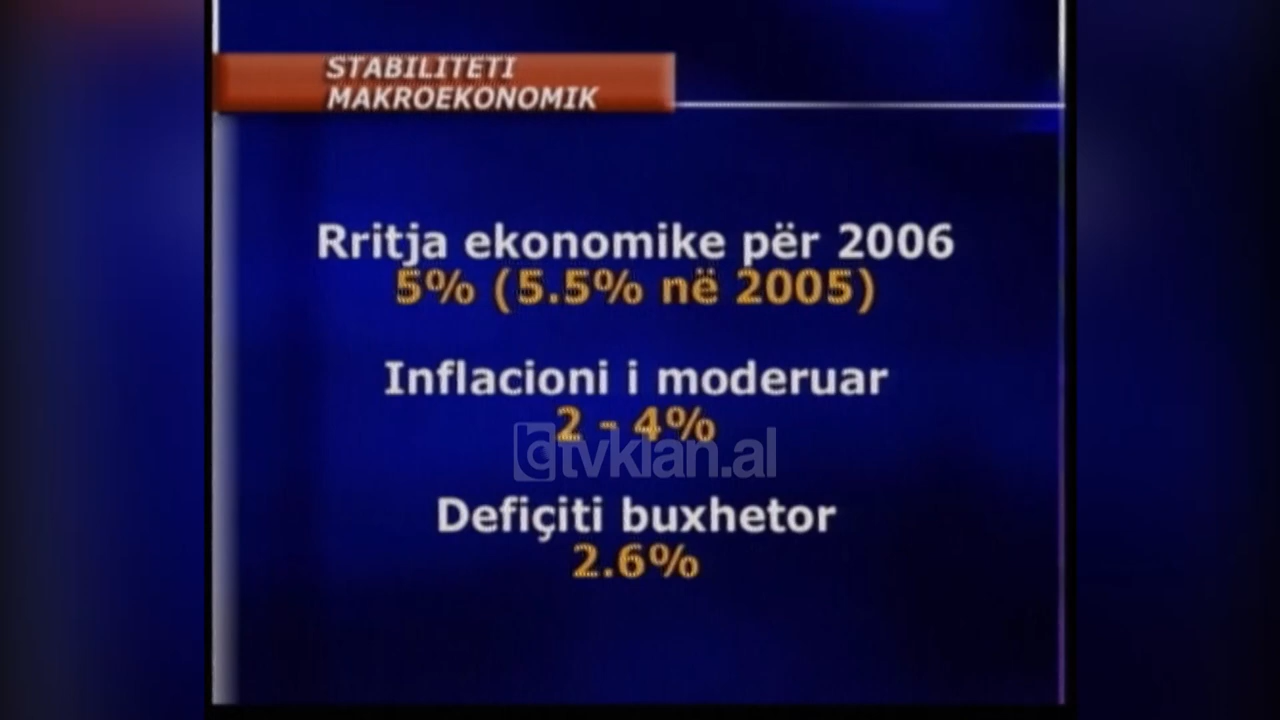 STABILITETI
MAKROEKONOMIK
Rritja ekonomike për 2006
5% (5.5% në 2005)
Inflacioni i moderuar
2 - 4%
tvklan.al
Defiçiti buxhetor
2.6%